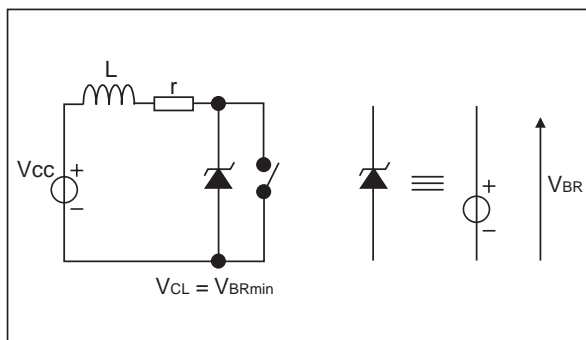 L
r
Vcc
+
−
VCL = VBRmin
+
−
VBR